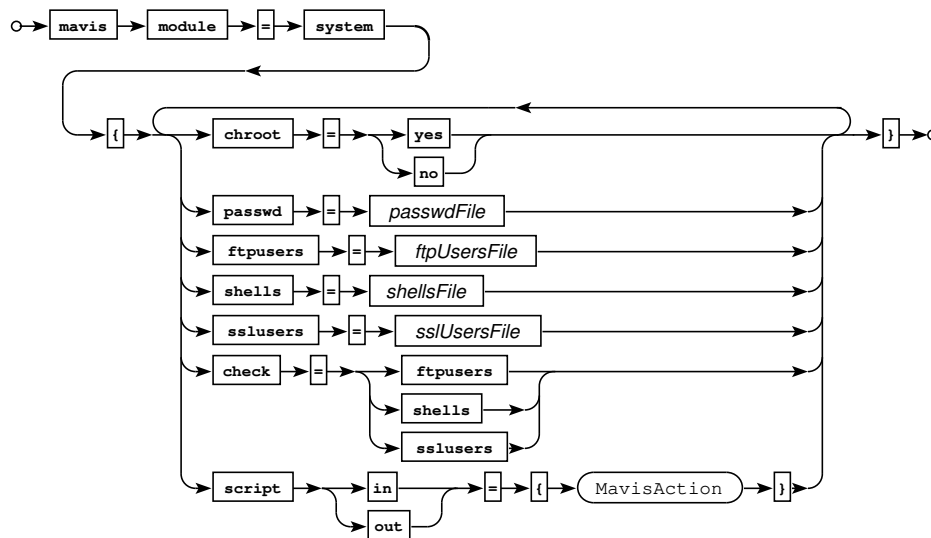 mavis module = system
{ chroot = yes }
no
passwd = passwdFile
ftpusers = ftpUsersFile
shells = shellsFile
sslusers = sslUsersFile
check = ftpusers
shells
sslusers
script in = { MavisAction }
out